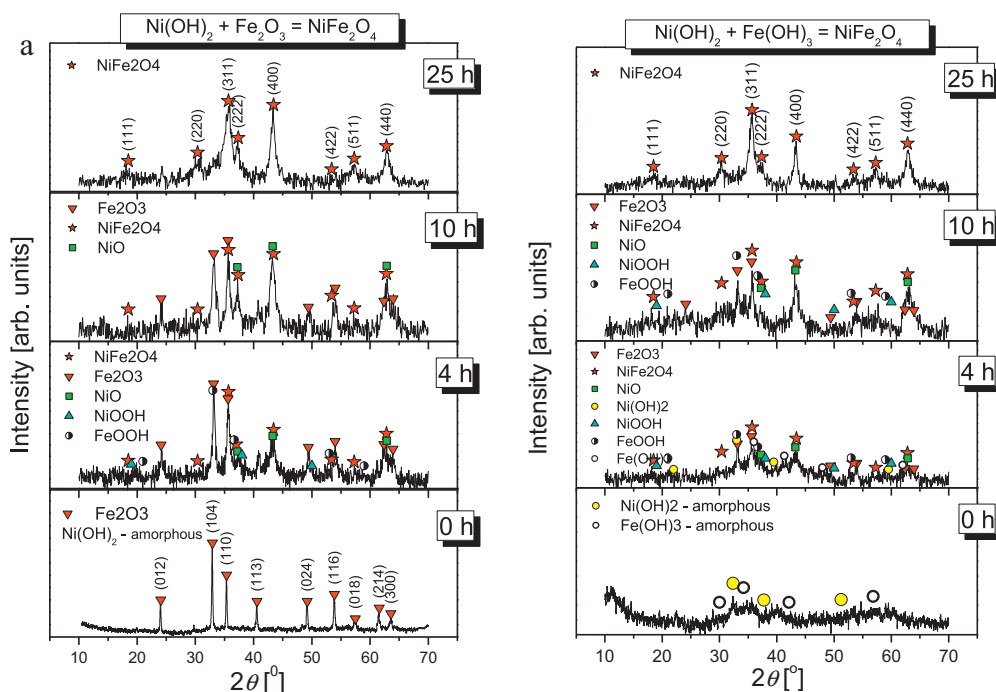 a
Ni(OH)₂ + Fe₂O₃ = NiFe₂O₄
Intensity [arb. units]
25 h
NiFe2O4
(111)
(220)
(311)
(222)
(400)
(422)
(511)
(440)
10 h
Fe2O3
NiFe2O4
NiO
4 h
NiFe2O4
Fe2O3
NiO
NiOOH
FeOOH
0 h
Fe2O3
Ni(OH)₂ - amorphous
(012)
(104)
(110)
(113)
(024)
(116)
(018)
(214)
(300)
10 20 30 40 50 60 70
2θ [⁰]
Ni(OH)₂ + Fe(OH)₃ = NiFe₂O₄
Intensity [arb. units]
25 h
NiFe2O4
(111)
(220)
(311)
(222)
(400)
(422)
(511)
(440)
10 h
Fe2O3
NiFe2O4
NiO
NiOOH
FeOOH
4 h
Fe2O3
NiFe2O4
NiO
Ni(OH)2
NiOOH
FeOOH
0 h
Ni(OH)2 - amorphous
Fe(OH)3 - amorphous
10 20 30 40 50 60 70
2θ [°]